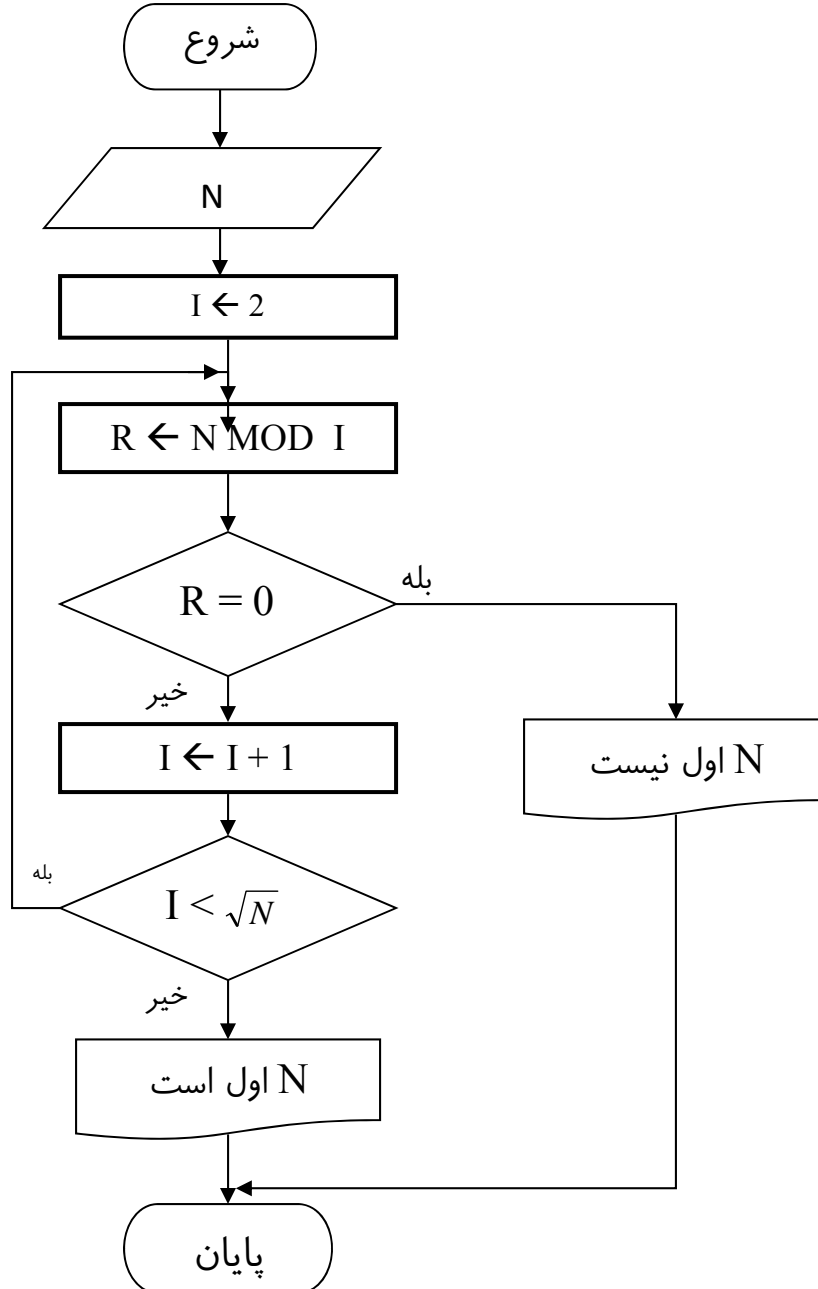 شروع
N
I ← 2
R ← N MOD I
R = 0
بله
خیر
I ← I + 1
N اول نیست
بله
I < √N
خیر
N اول است
پایان